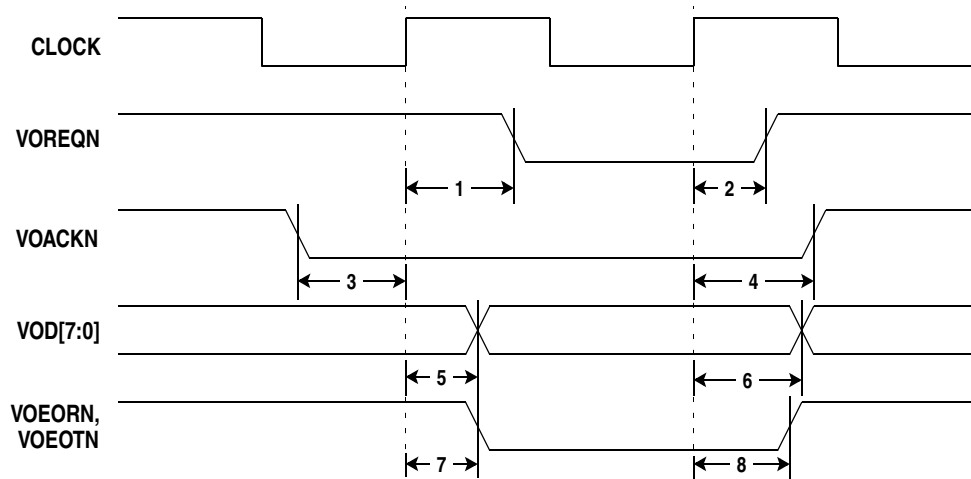 CLOCK
VOREQN
1
2
VOACKN
3
4
VOD[7:0]
5
6
VOEORN,
VOEOTN
7
8